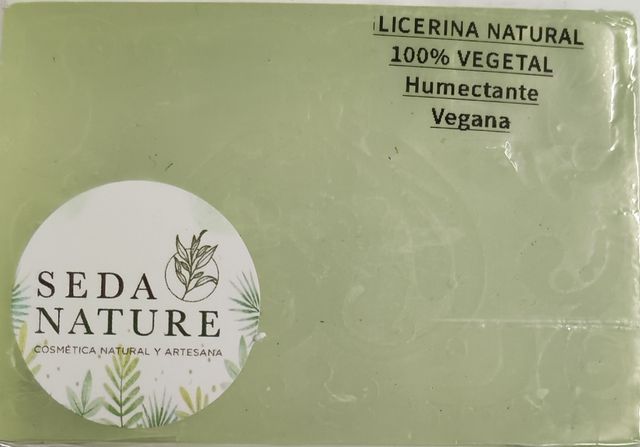 LICERINA NATURAL
100% VEGETAL
Humectante
Vegana
SEDA
NATURE
COSMÉTICA NATURAL Y ARTESANA